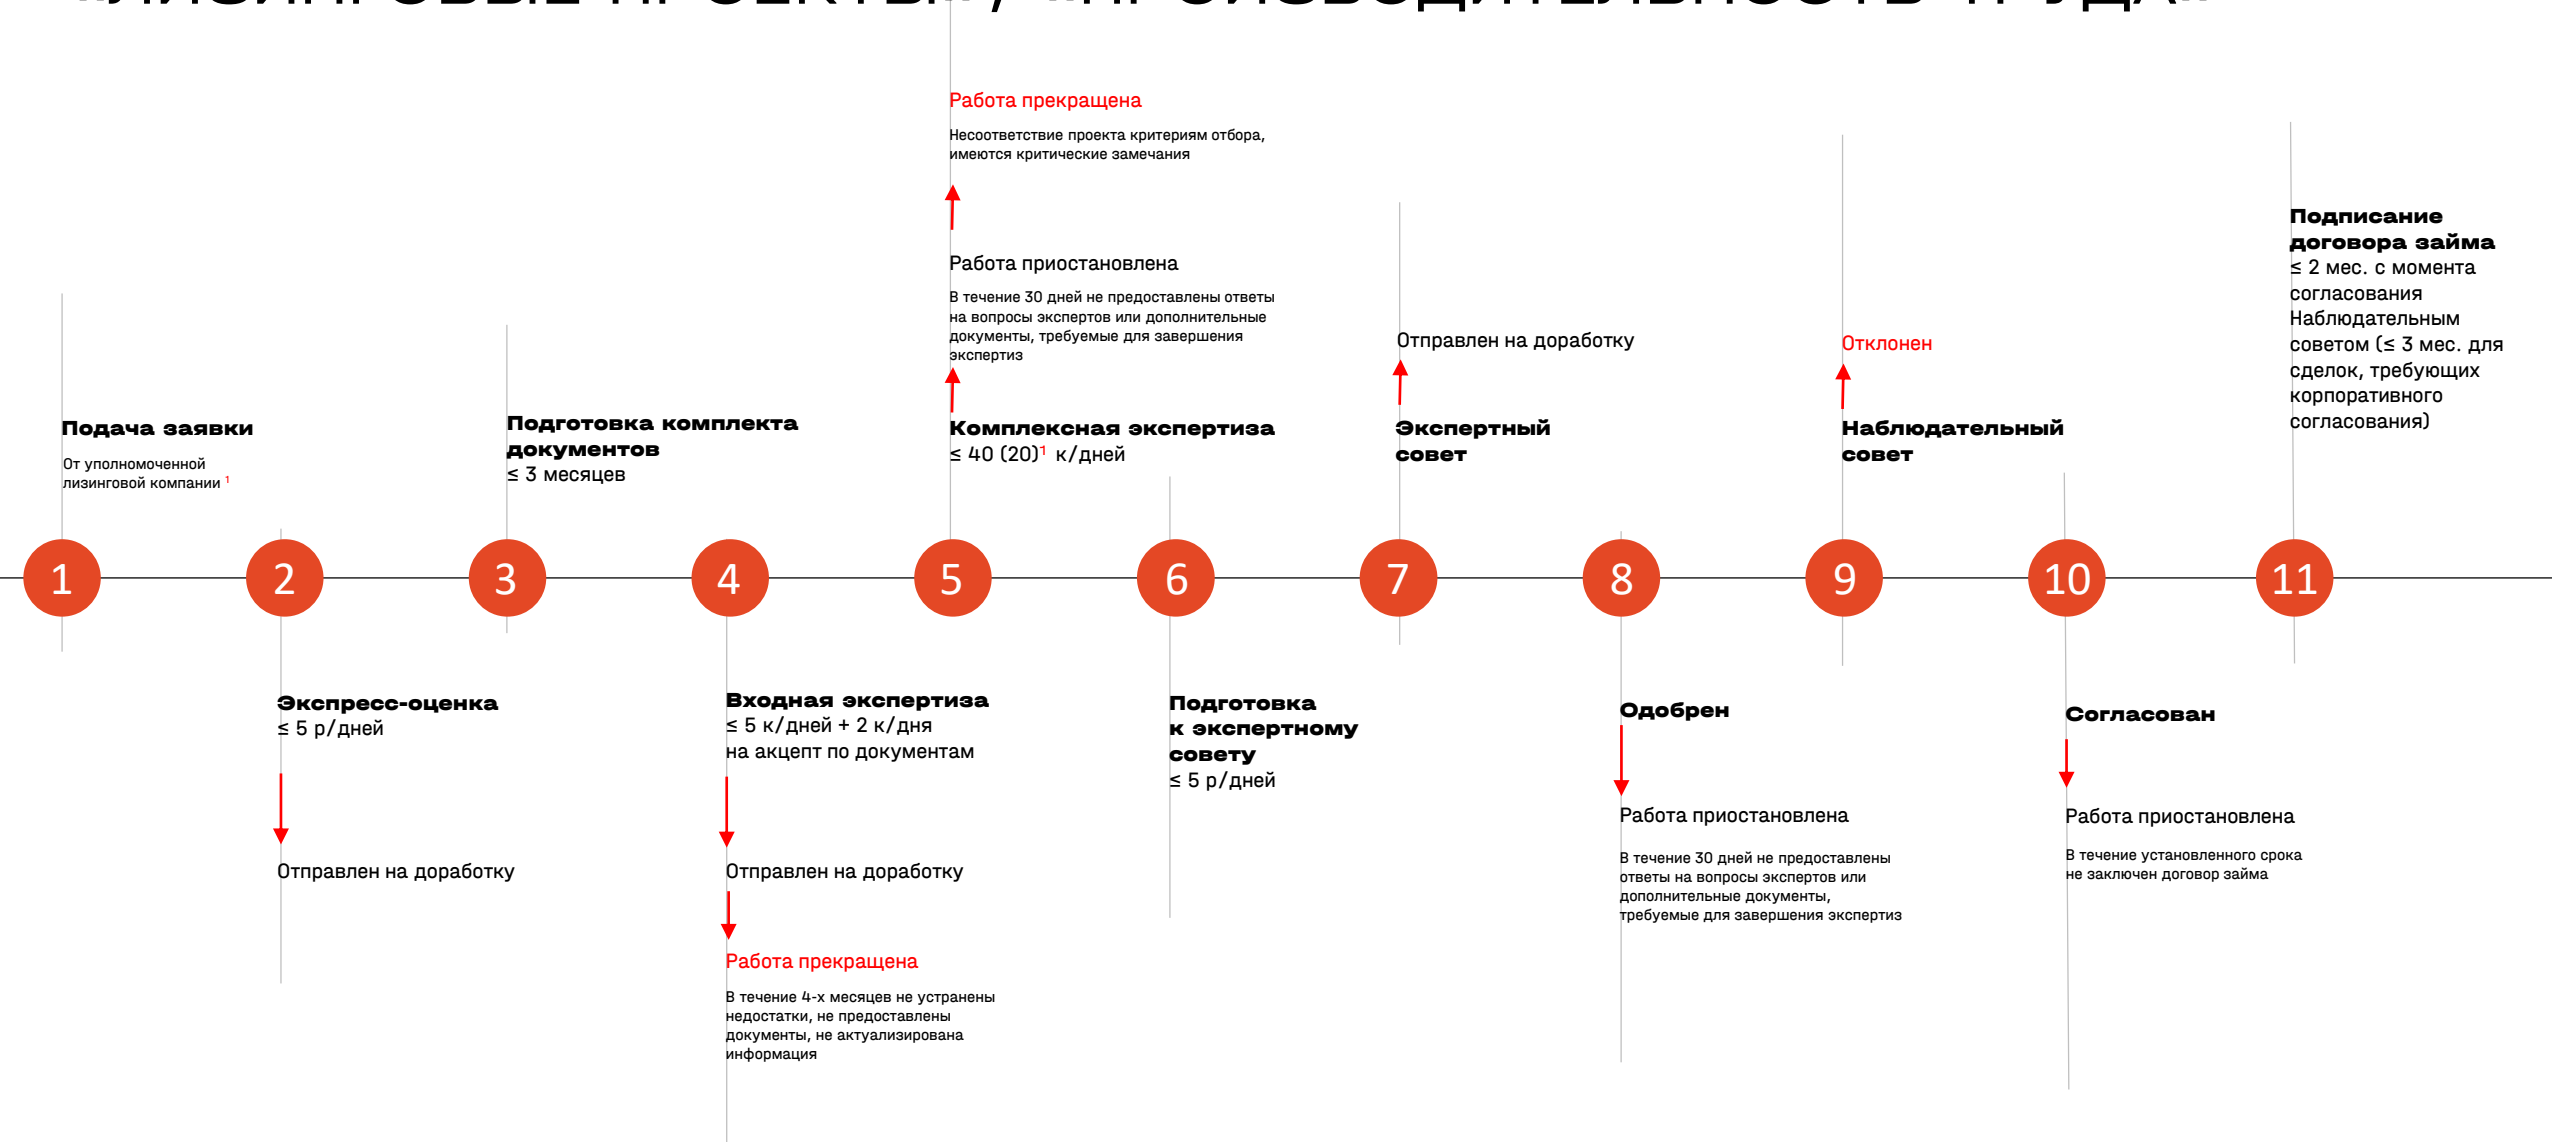 «ЛИЗИНГОВЫЕ ПРОЕКТЫ», «ПРОИЗВОДИТЕЛЬНОСТЬ ТРУДА»
Работа прекращена
Несоответствие проекта критериям отбора,
имеются критические замечания
Работа приостановлена
В течение 30 дней не предоставлены ответы
на вопросы экспертов или дополнительные
документы, требуемые для завершения
экспертиз
Подача заявки
От уполномоченной
лизинговой компании ¹
Подготовка комплекта
документов
≤ 3 месяцев
Комплексная экспертиза
≤ 40 (20)¹ к/дней
Отправлен на доработку
Экспертный
совет
Отклонен
Наблюдательный
совет
Подписание
договора займа
≤ 2 мес. с момента
согласования
Наблюдательным
советом (≤ 3 мес. для
сделок, требующих
корпоративного
согласования)
1
2
3
4
5
6
7
8
9
10
11
Экспресс-оценка
≤ 5 р/дней
Отправлен на доработку
Входная экспертиза
≤ 5 к/дней + 2 к/дня
на акцепт по документам
Отправлен на доработку
Работа прекращена
В течение 4-х месяцев не устранены
недостатки, не предоставлены
документы, не актуализирована
информация
Подготовка
к экспертному
совету
≤ 5 р/дней
Одобрен
Работа приостановлена
В течение 30 дней не предоставлены
ответы на вопросы экспертов или
дополнительные документы,
требуемые для завершения экспертиз
Согласован
Работа приостановлена
В течение установленного срока
не заключен договор займа